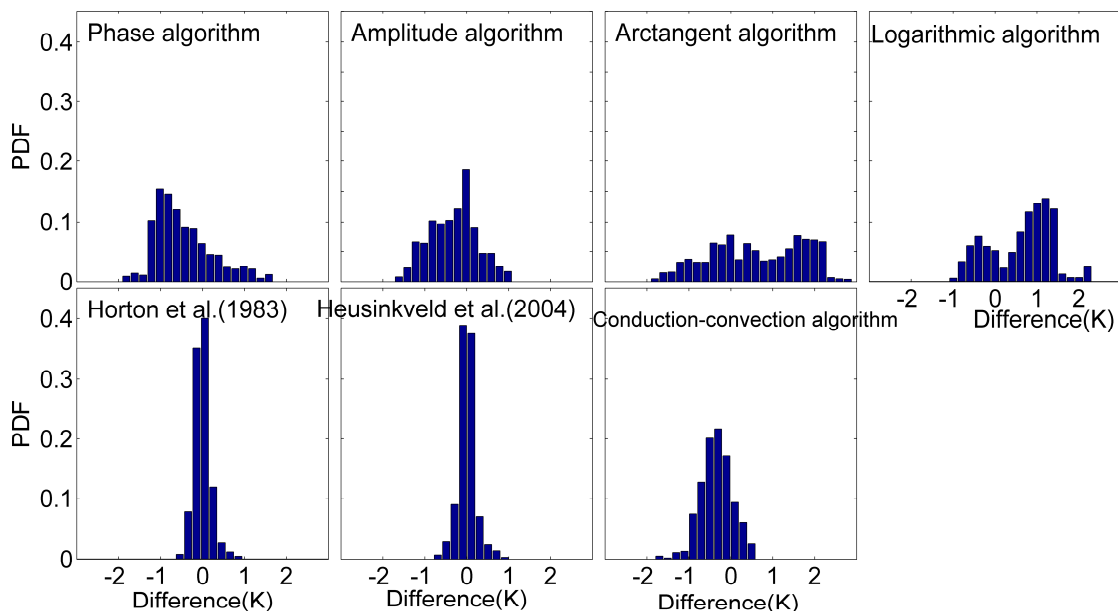 Phase algorithm
Amplitude algorithm
Arctangent algorithm
Logarithmic algorithm
0.4
0.3
0.2
0.1
0
PDF
-2 -1 0 1 2
Difference(K)
Horton et al.(1983)
Heusinkveld et al.(2004)
Conduction-convection algorithm
0.4
0.3
0.2
0.1
0
PDF
-2 -1 0 1 2
Difference(K)
-2 -1 0 1 2
Difference(K)
-2 -1 0 1 2
Difference(K)